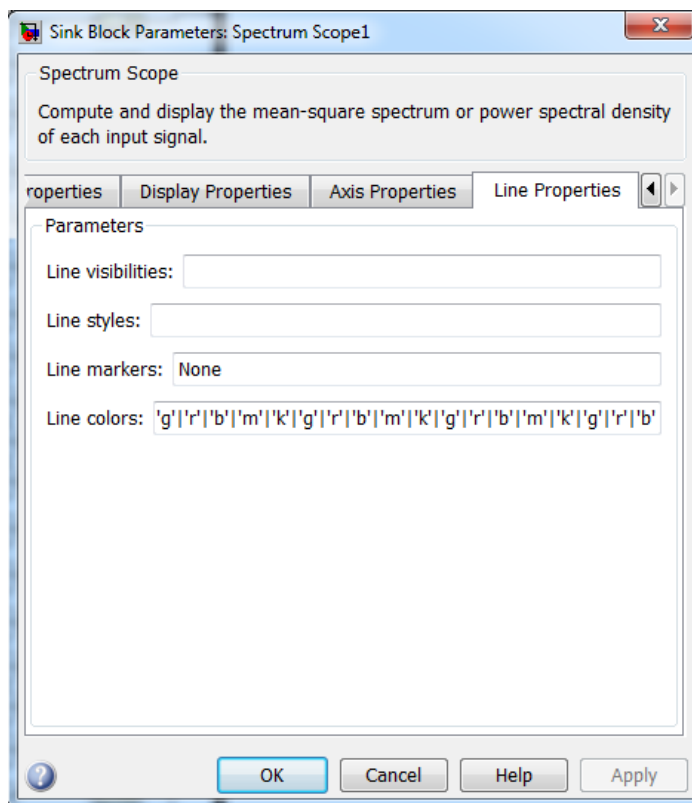 Sink Block Parameters: Spectrum Scope1
Spectrum Scope
Compute and display the mean-square spectrum or power spectral density
of each input signal.
roperties Display Properties Axis Properties Line Properties
Parameters
Line visibilities:
Line styles:
Line markers: None
Line colors: 'g'|'r'|'b'|'m'|'k'|'g'|'r'|'b'|'m'|'k'|'g'|'r'|'b'|'m'|'k'|'g'|'r'|'b'
OK Cancel Help Apply